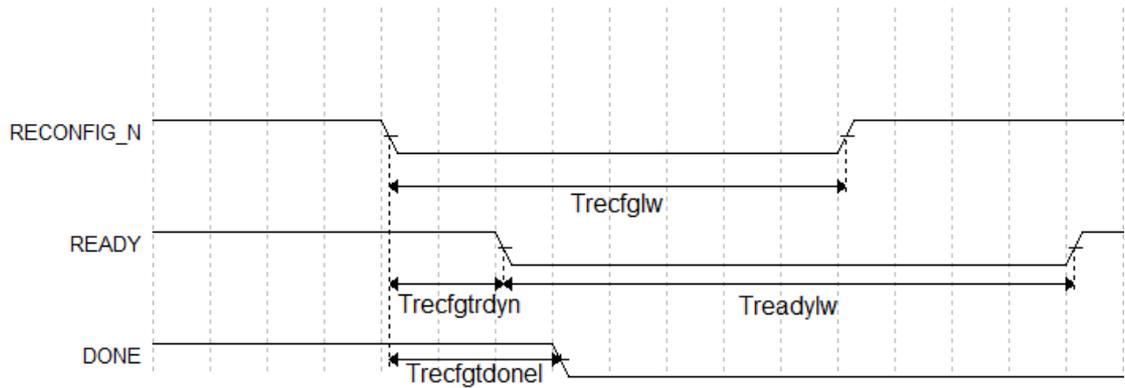 RECONFIG_N
Trecfglw
READY
Trecfgtrdyn
Treadylw
DONE
Trecfgtdonel